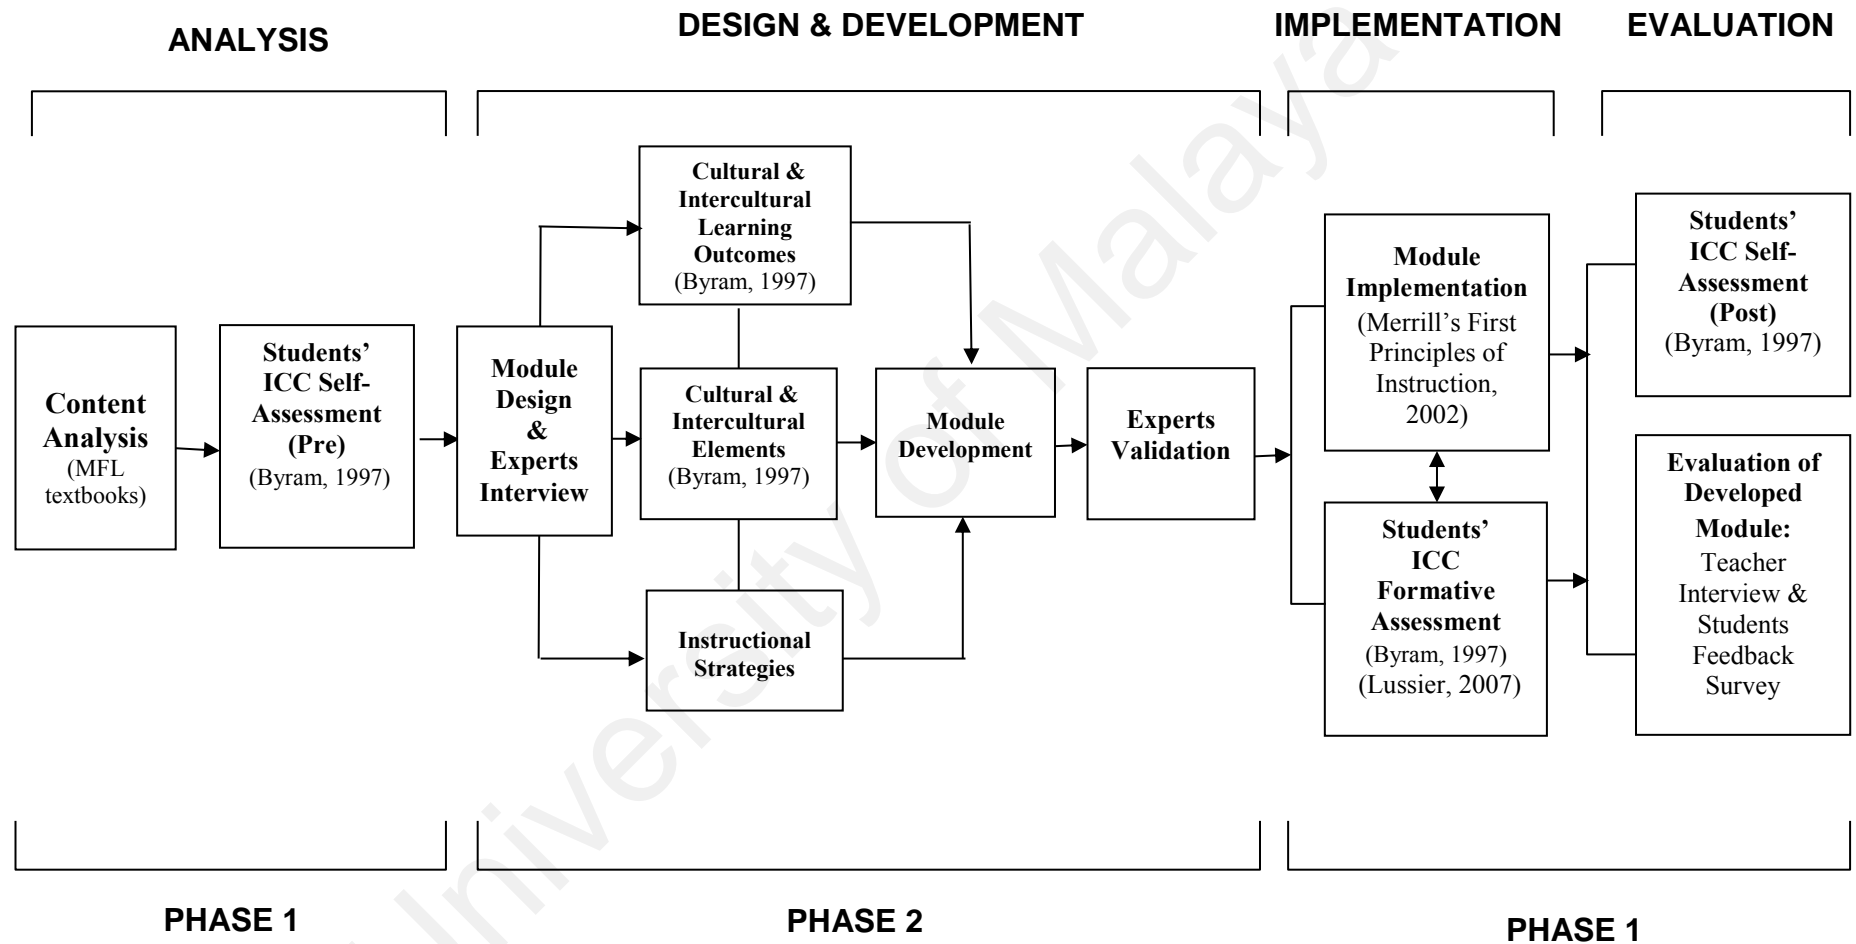 ANALYSIS
DESIGN & DEVELOPMENT
IMPLEMENTATION
EVALUATION
Content
Analysis
(MFL
textbooks)
Students’
ICC Self-
Assessment
(Pre)
(Byram, 1997)
Module
Design
&
Experts
Interview
Cultural &
Intercultural
Learning
Outcomes
(Byram, 1997)
Cultural &
Intercultural
Elements
(Byram, 1997)
Instructional
Strategies
Module
Development
Experts
Validation
Module
Implementation
(Merrill’s First
Principles of
Instruction,
2002)
Students’
ICC
Formative
Assessment
(Byram, 1997)
(Lussier, 2007)
Students’
ICC Self-
Assessment
(Post)
(Byram, 1997)
Evaluation of
Developed
Module:
Teacher
Interview &
Students
Feedback
Survey
PHASE 1
PHASE 2
PHASE 1
University of Malaya